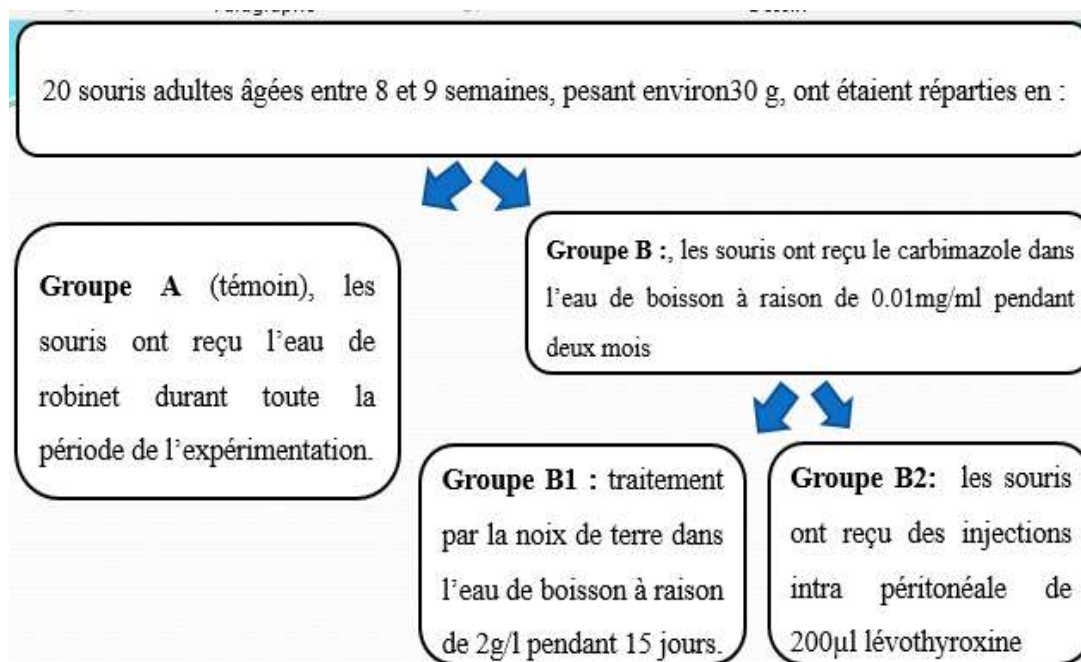 20 souris adultes âgées entre 8 et 9 semaines, pesant environ30 g, ont étaient réparties en :
Groupe A (témoin), les
souris ont reçu l’eau de
robinet durant toute la
période de l’expérimentation.
Groupe B :, les souris ont reçu le carbimazole dans
l’eau de boisson à raison de 0.01mg/ml pendant
deux mois
Groupe B1 : traitement
par la noix de terre dans
l’eau de boisson à raison
de 2g/l pendant 15 jours.
Groupe B2: les souris
ont reçu des injections
intra péritonéale de
200µl lévothyroxine